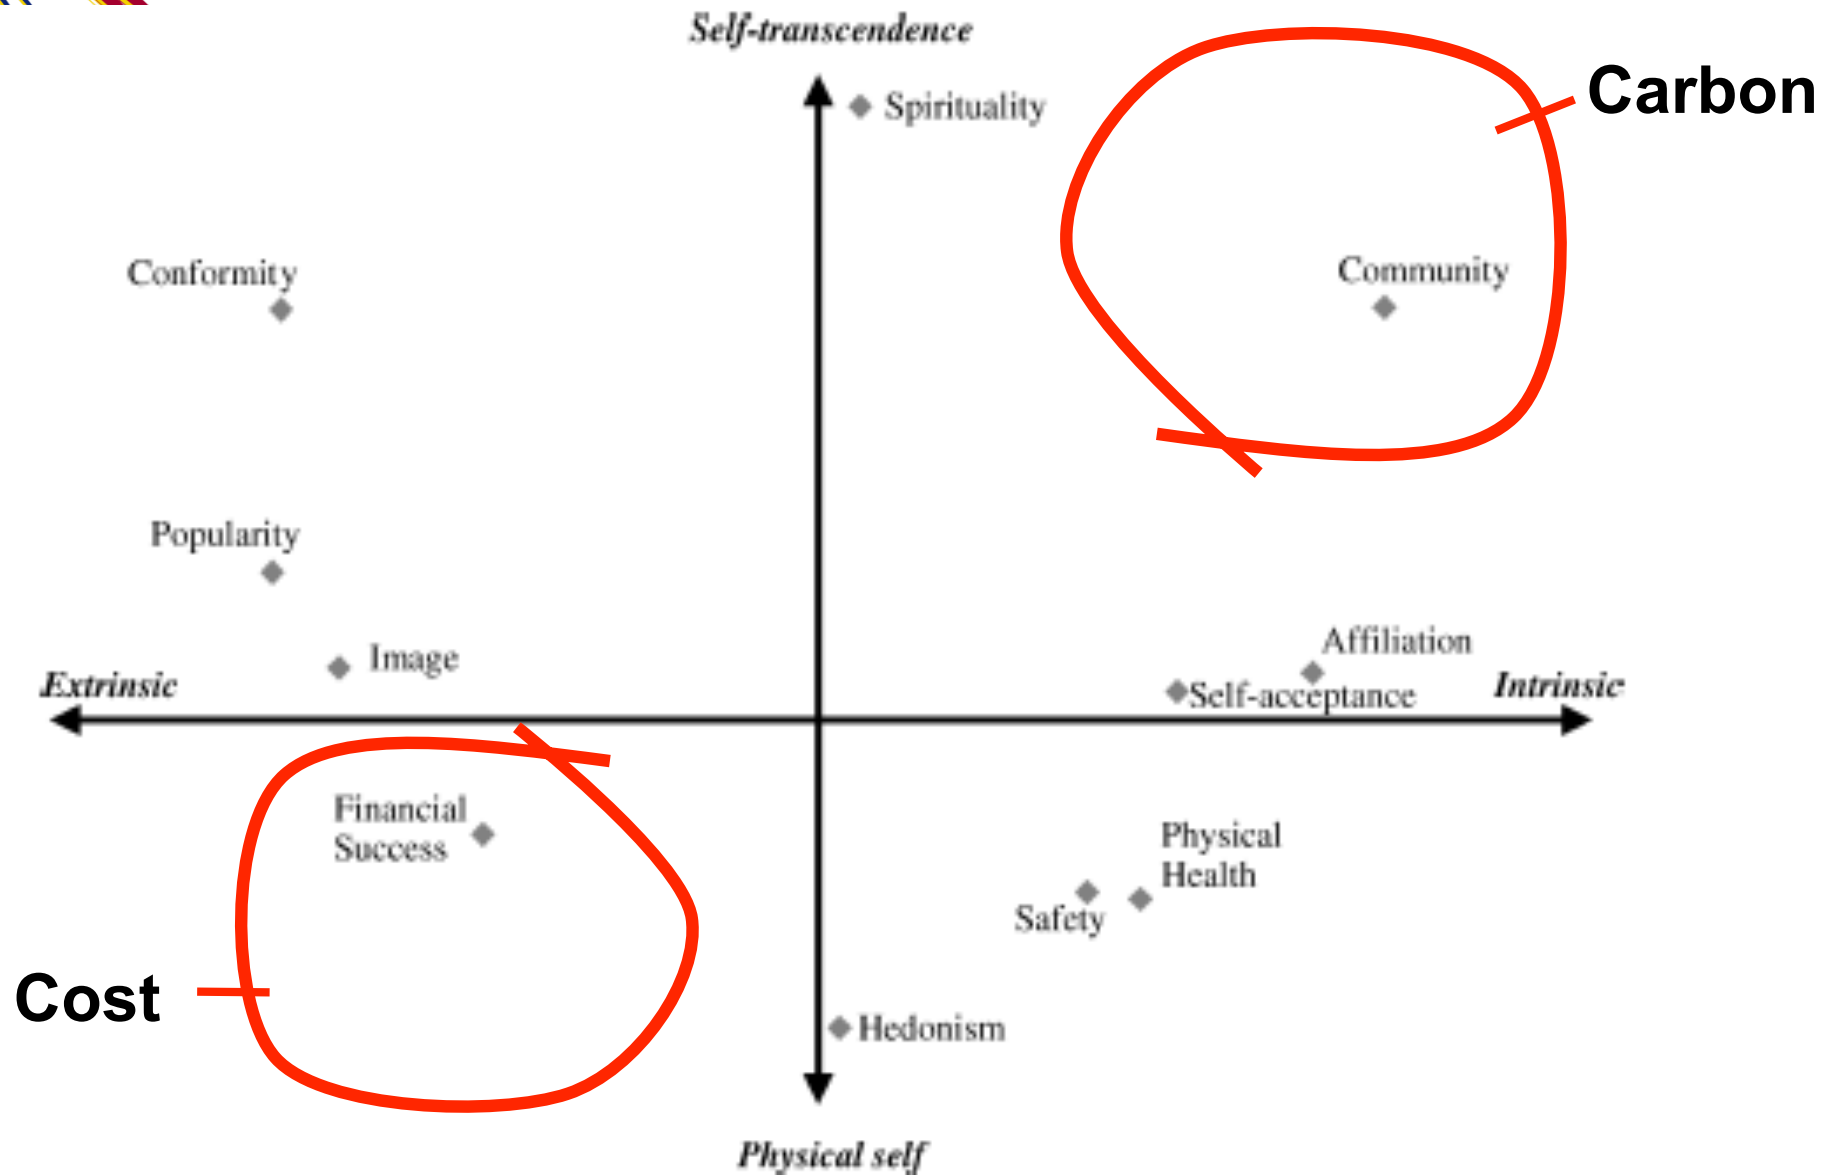 Self-transcendence
Carbon
Spirituality
Conformity
Community
Popularity
Affiliation
Image
Extrinsic
Intrinsic
Self-acceptance
Financial
Success
Physical
Health
Safety
Cost
Hedonism
Physical self